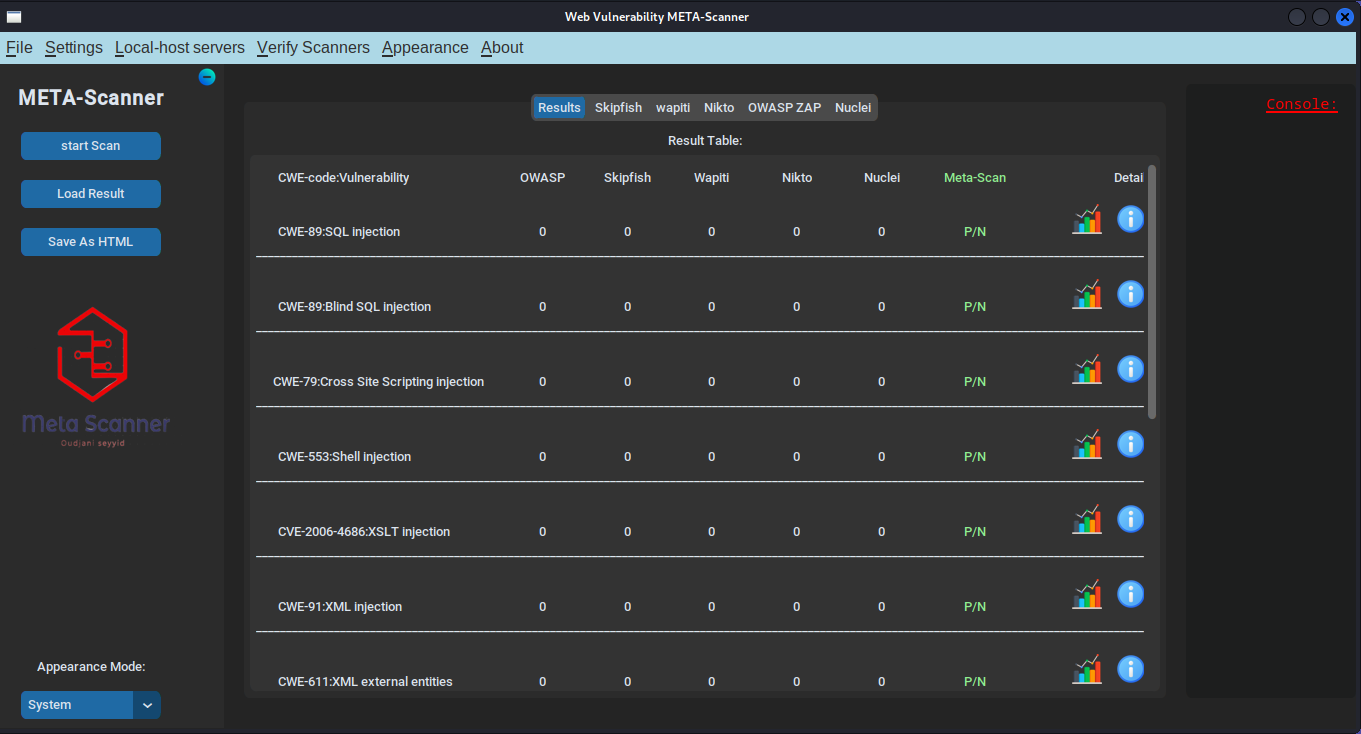 Web Vulnerability META-Scanner
File Settings Local-host servers Verify Scanners Appearance About
META-Scanner
start Scan
Load Result
Save As HTML
Meta Scanner
Oudjani seyyid
Appearance Mode:
System
Results Skipfish wapiti Nikto OWASP ZAP Nuclei
Result Table:
CWE-code:Vulnerability OWASP Skipfish Wapiti Nikto Nuclei Meta-Scan Detai
CWE-89:SQL injection 0 0 0 0 0 P/N
CWE-89:Blind SQL injection 0 0 0 0 0 P/N
CWE-79:Cross Site Scripting injection 0 0 0 0 0 P/N
CWE-553:Shell injection 0 0 0 0 0 P/N
CVE-2006-4686:XSLT injection 0 0 0 0 0 P/N
CWE-91:XML injection 0 0 0 0 0 P/N
CWE-611:XML external entities 0 0 0 0 0 P/N
Console: